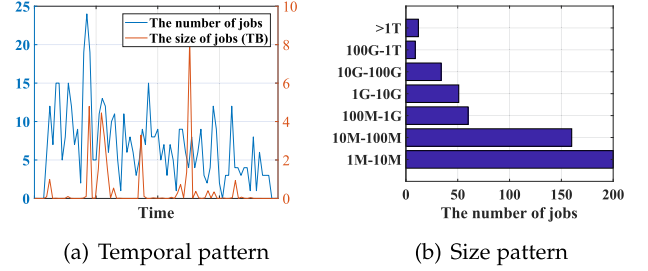 25
20
15
10
5
0
10
8
6
4
2
0
The number of jobs
The size of jobs (TB)
Time
(a) Temporal pattern
>1T
100G-1T
10G-100G
1G-10G
100M-1G
10M-100M
1M-10M
0 50 100 150 200
The number of jobs
(b) Size pattern